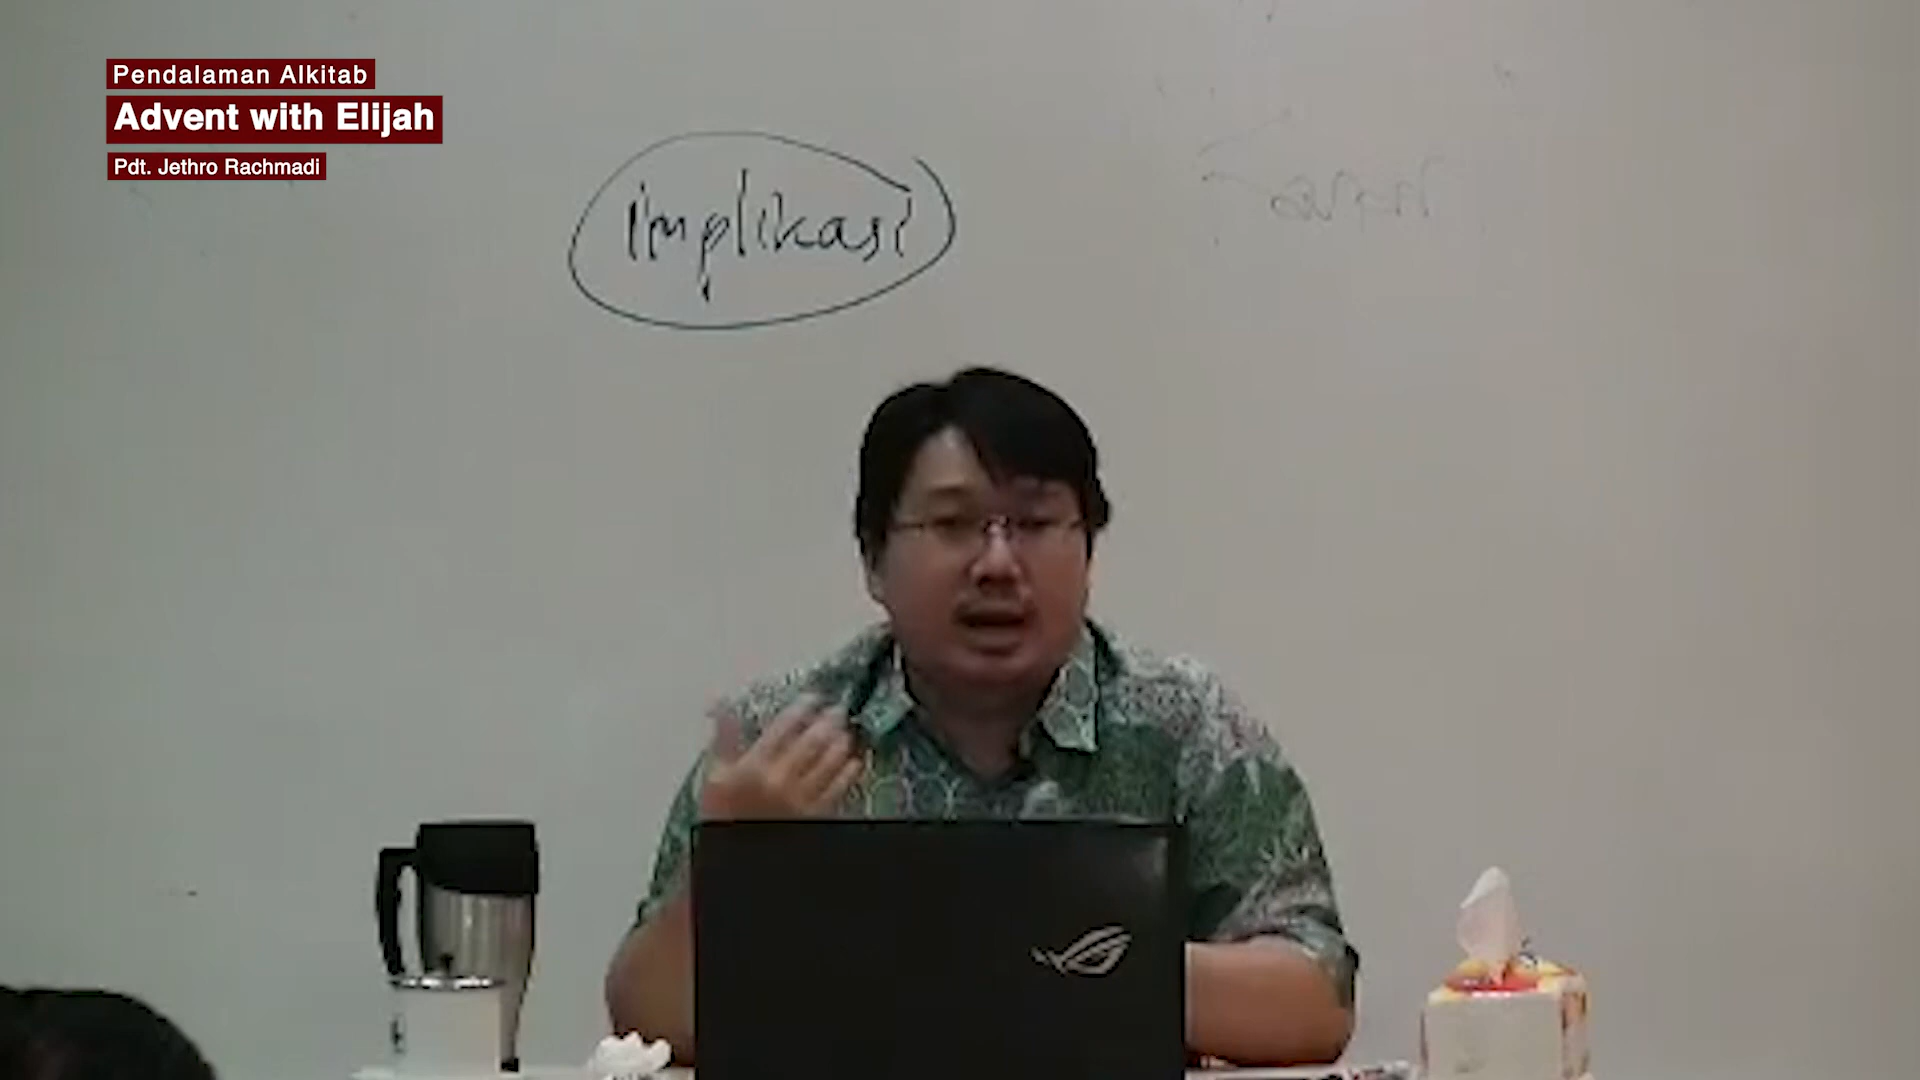 Pendalaman Alkitab
Advent with Elijah
Pdt. Jethro Rachmadi
implikasi